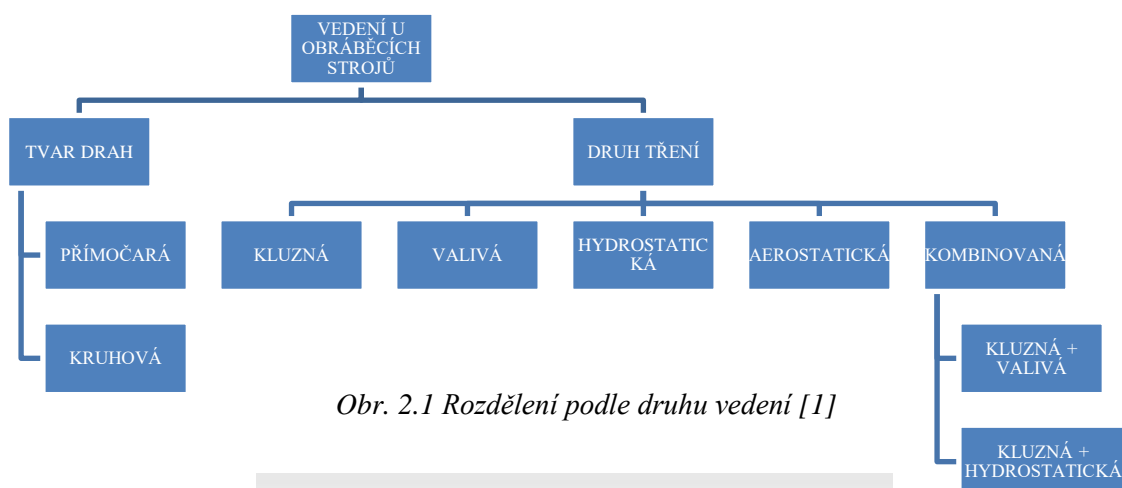 VEDENÍ U
OBRÁBĚCÍCH
STROJŮ
TVAR DRAH
DRUH TŘENÍ
PŘÍMOČARÁ
KLUZNÁ
VALIVÁ
HYDROSTATIC
KÁ
AEROSTATICKÁ
KOMBINOVANÁ
KRUHOVÁ
KLUZNÁ +
VALIVÁ
KLUZNÁ +
HYDROSTATICKÁ
Obr. 2.1 Rozdělení podle druhu vedení [1]